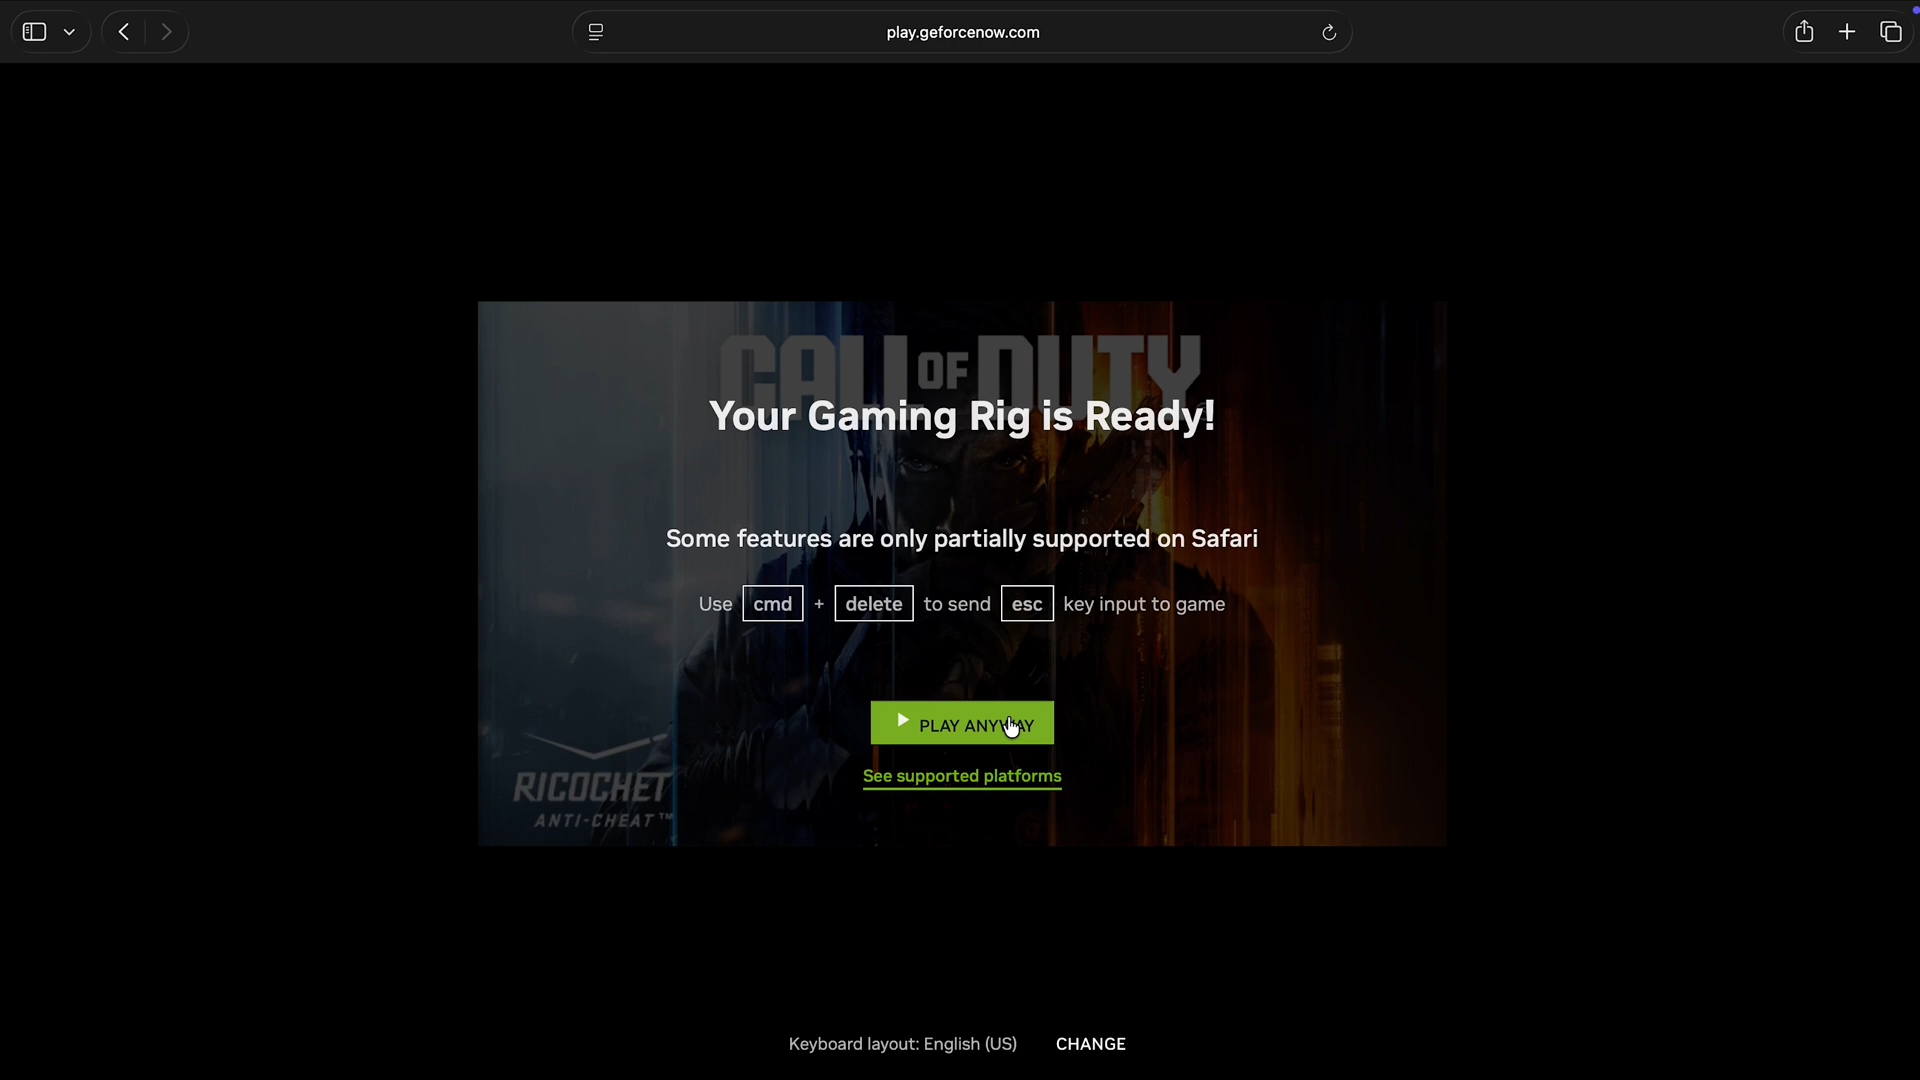 play.geforcenow.com
CALL OF DUTY
Your Gaming Rig is Ready!
Some features are only partially supported on Safari
Use cmd + delete to send esc key input to game
PLAY ANYWAY
See supported platforms
RICOCHET
ANTI-CHEAT™
Keyboard layout: English (US) CHANGE